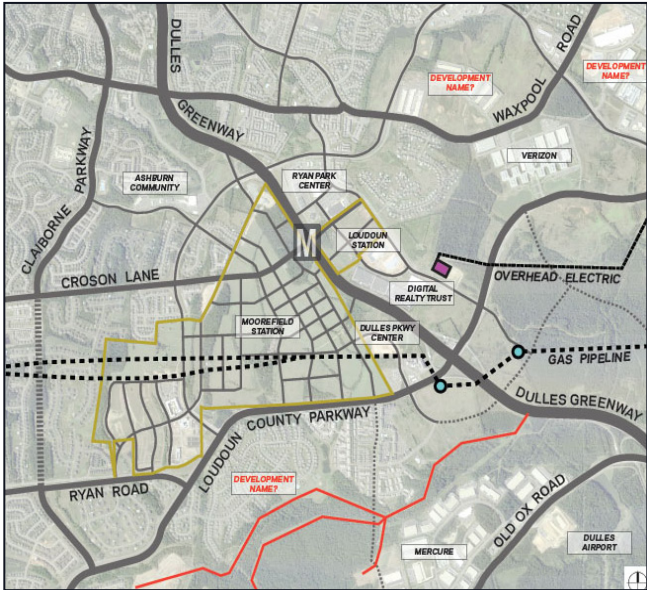 DULLES
GREENWAY
DEVELOPMENT
NAME?
DEVELOPMENT
NAME?
WAXPOOL ROAD
VERIZON
CLAIBORNE PARKWAY
ASHBURN
COMMUNITY
RYAN PARK
CENTER
M
LOUDOUN
STATION
CROSON LANE
OVERHEAD ELECTRIC
DIGITAL
REALTY TRUST
MOOREFIELD
STATION
DULLES PKWY
CENTER
GAS PIPELINE
DULLES GREENWAY
LOUDOUN COUNTY PARKWAY
RYAN ROAD
DEVELOPMENT
NAME?
OLD OX ROAD
MERCURE
DULLES
AIRPORT